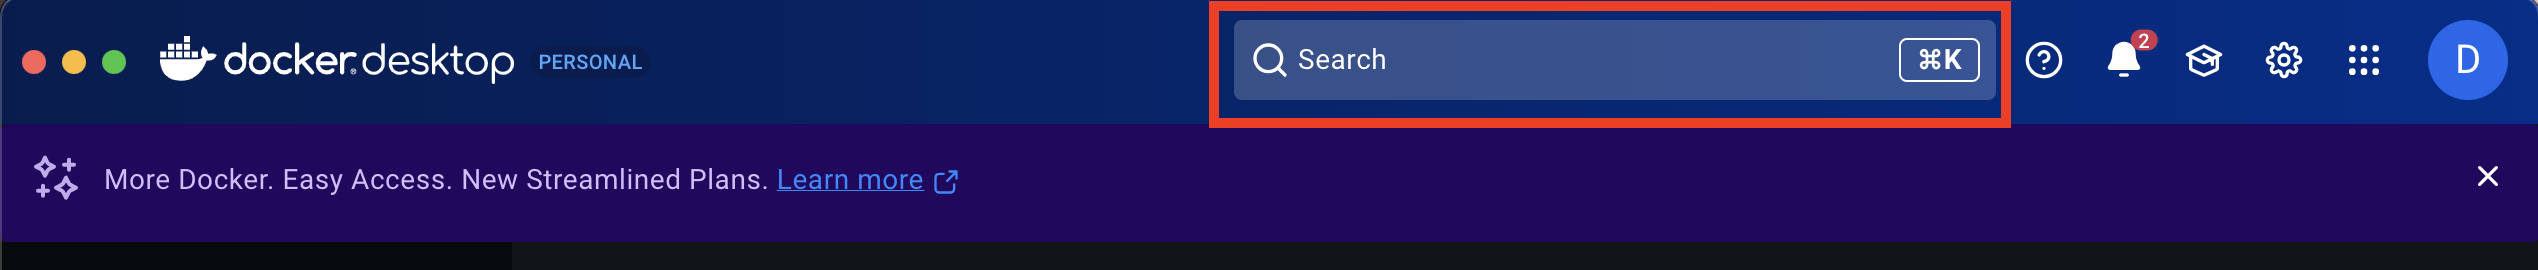 docker desktop PERSONAL Search ⌘K 2 D
More Docker. Easy Access. New Streamlined Plans. Learn more